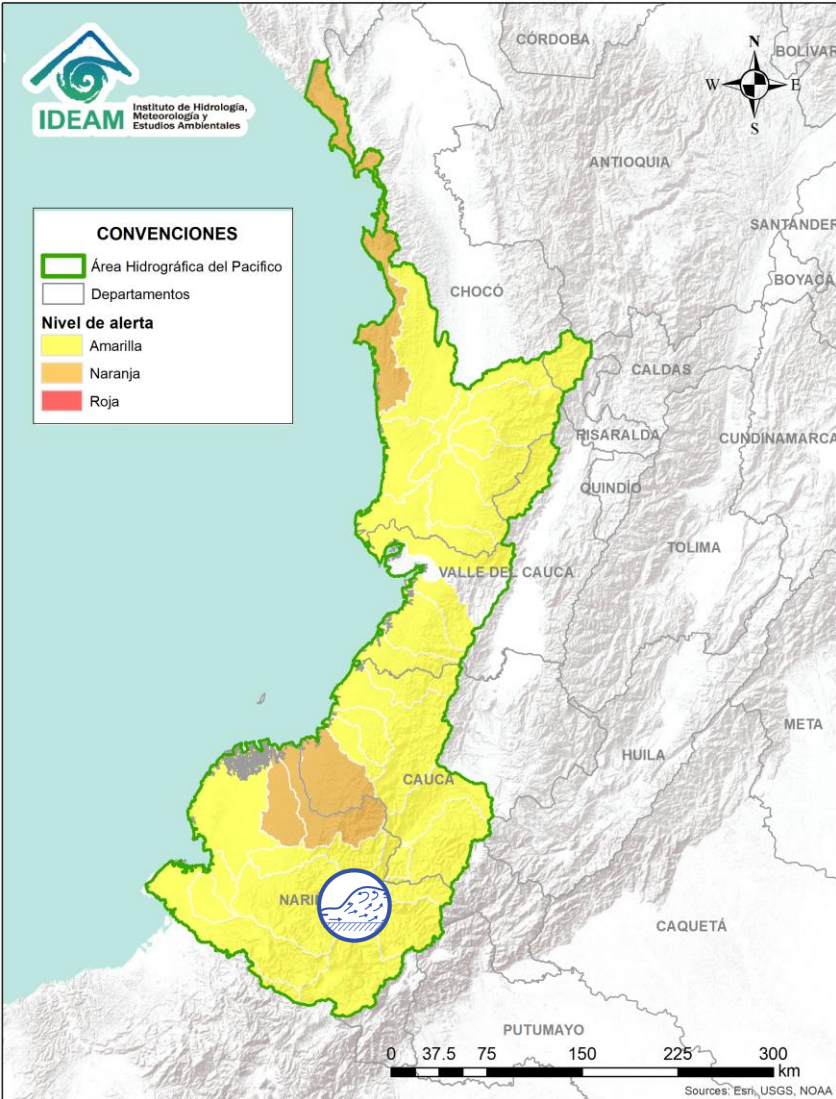 IDEAM
Instituto de Hidrología,
Meteorología y
Estudios Ambientales
N
W
E
S
CONVENCIONES
Área Hidrográfica del Pacifico
Departamentos
Nivel de alerta
Amarilla
Naranja
Roja
CÓRDOBA
BOLÍVAR
ANTIOQUIA
SANTANDER
BOYACÁ
CHOCÓ
CALDAS
RISARALDA
CUNDINAMARCA
QUINDÍO
TOLIMA
VALLE DEL CAUCA
META
HUILA
CAUCA
NARI
CAQUETÁ
PUTUMAYO
0 37.5 75 150 225 300
km
Sources: Esri, USGS, NOAA